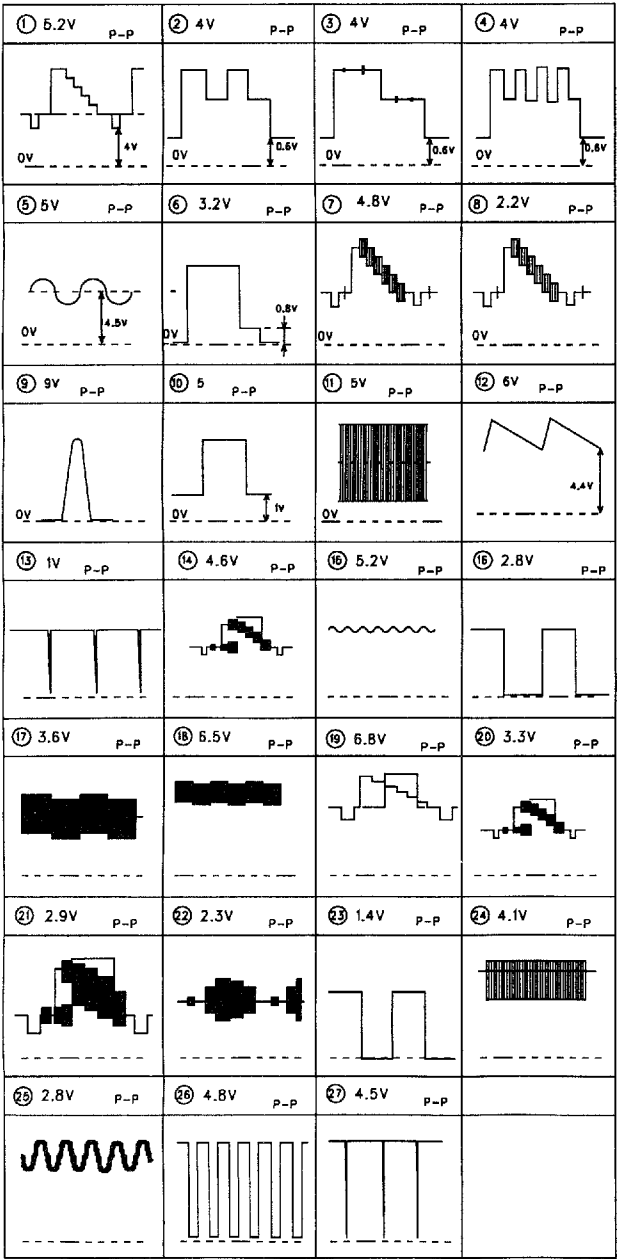 ① 5.2V P-P
② 4V P-P
③ 4V P-P
④ 4V P-P
4V
0V
0V
0.6V
0V
0.6V
0V
0.6V
⑤ 5V P-P
⑥ 3.2V P-P
⑦ 4.8V P-P
⑧ 2.2V P-P
0V
4.5V
0V
0.8V
0V
0V
⑨ 9V P-P
⑩ 5 P-P
⑪ 5V P-P
⑫ 6V P-P
0V
0V
1V
0V
4.4V
⑬ 1V P-P
⑭ 4.6V P-P
⑮ 5.2V P-P
⑯ 2.8V P-P
⑰ 3.6V P-P
⑱ 6.5V P-P
⑲ 6.8V P-P
⑳ 3.3V P-P
㉑ 2.9V P-P
㉒ 2.3V P-P
㉓ 1.4V P-P
㉔ 4.1V P-P
㉕ 2.8V P-P
㉖ 4.8V P-P
㉗ 4.5V P-P